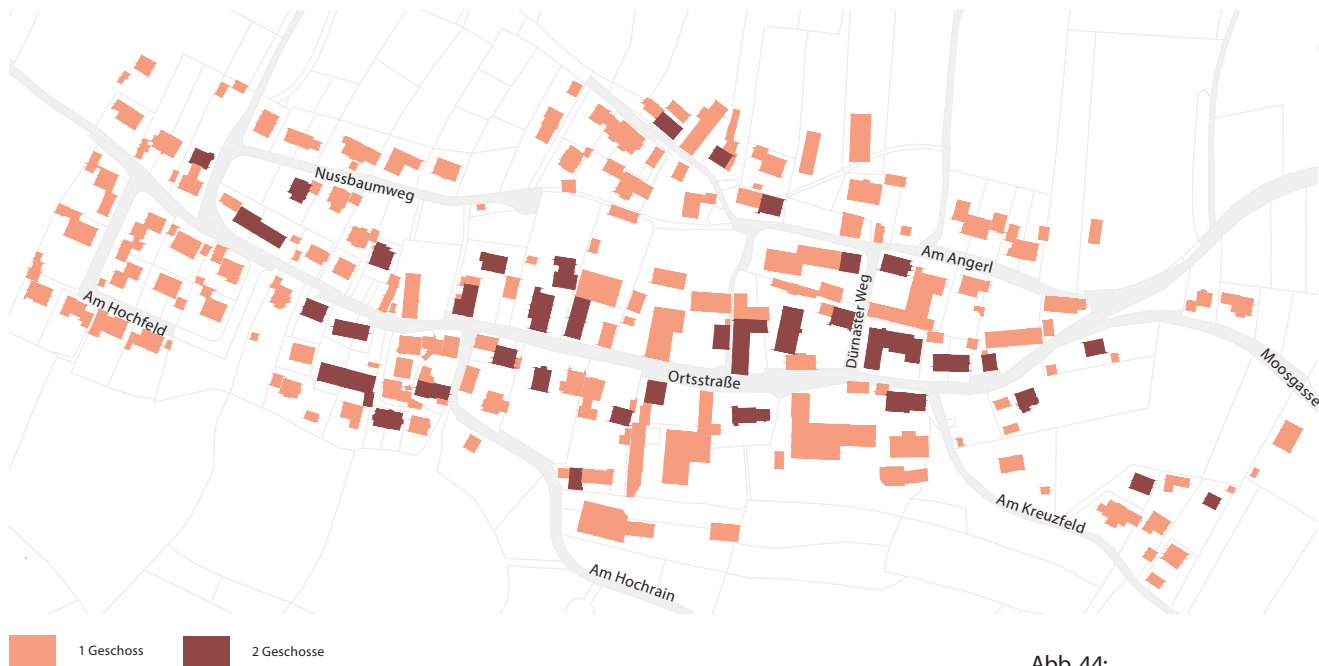 Nussbaumweg
Am Angerl
Am Hochfeld
Dürnaster Weg
Ortsstraße
Moosgasse
Am Kreuzfeld
Am Hochrain
1 Geschoss
2 Geschosse
Abb 44: